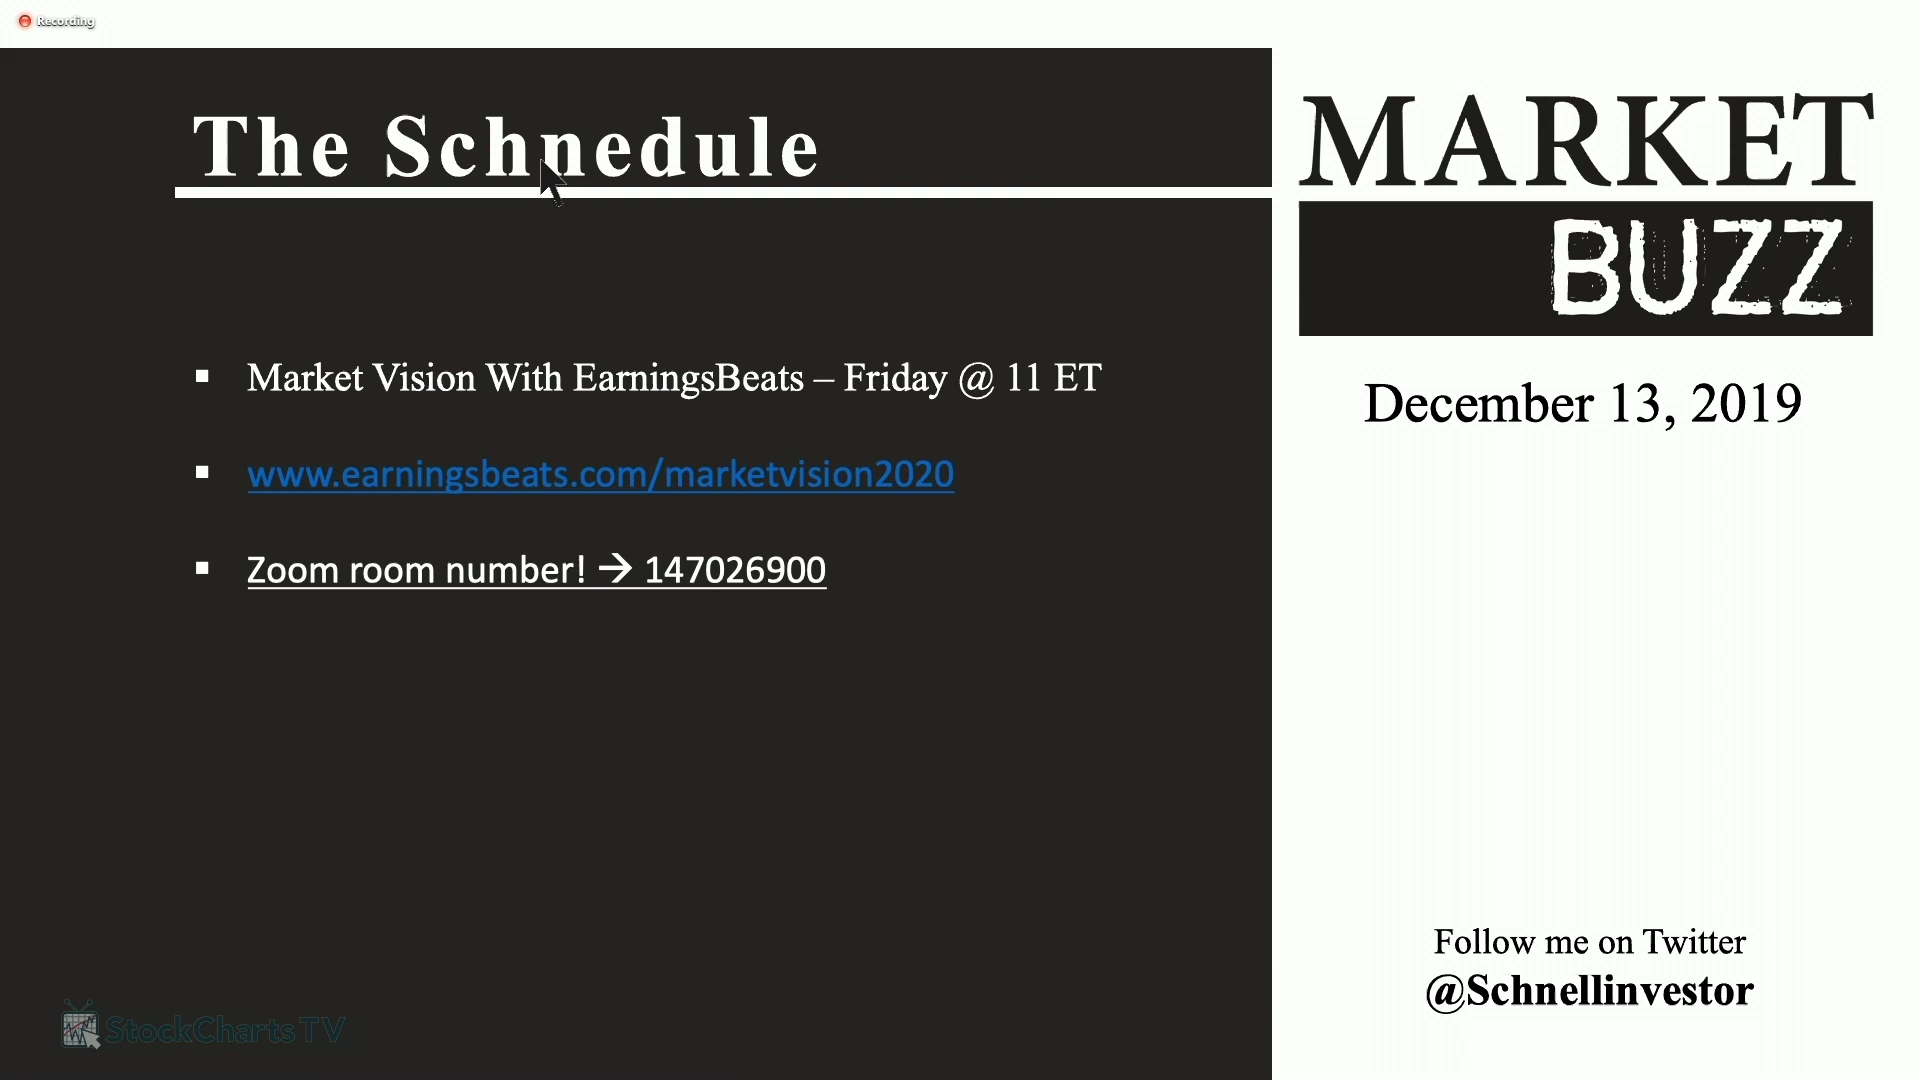 Recording
The Schnedule
▪ Market Vision With EarningsBeats – Friday @ 11 ET
▪ www.earningsbeats.com/marketvision2020
▪ Zoom room number! → 147026900
StockCharts TV
MARKET
BUZZ
December 13, 2019
Follow me on Twitter
@Schnellinvestor